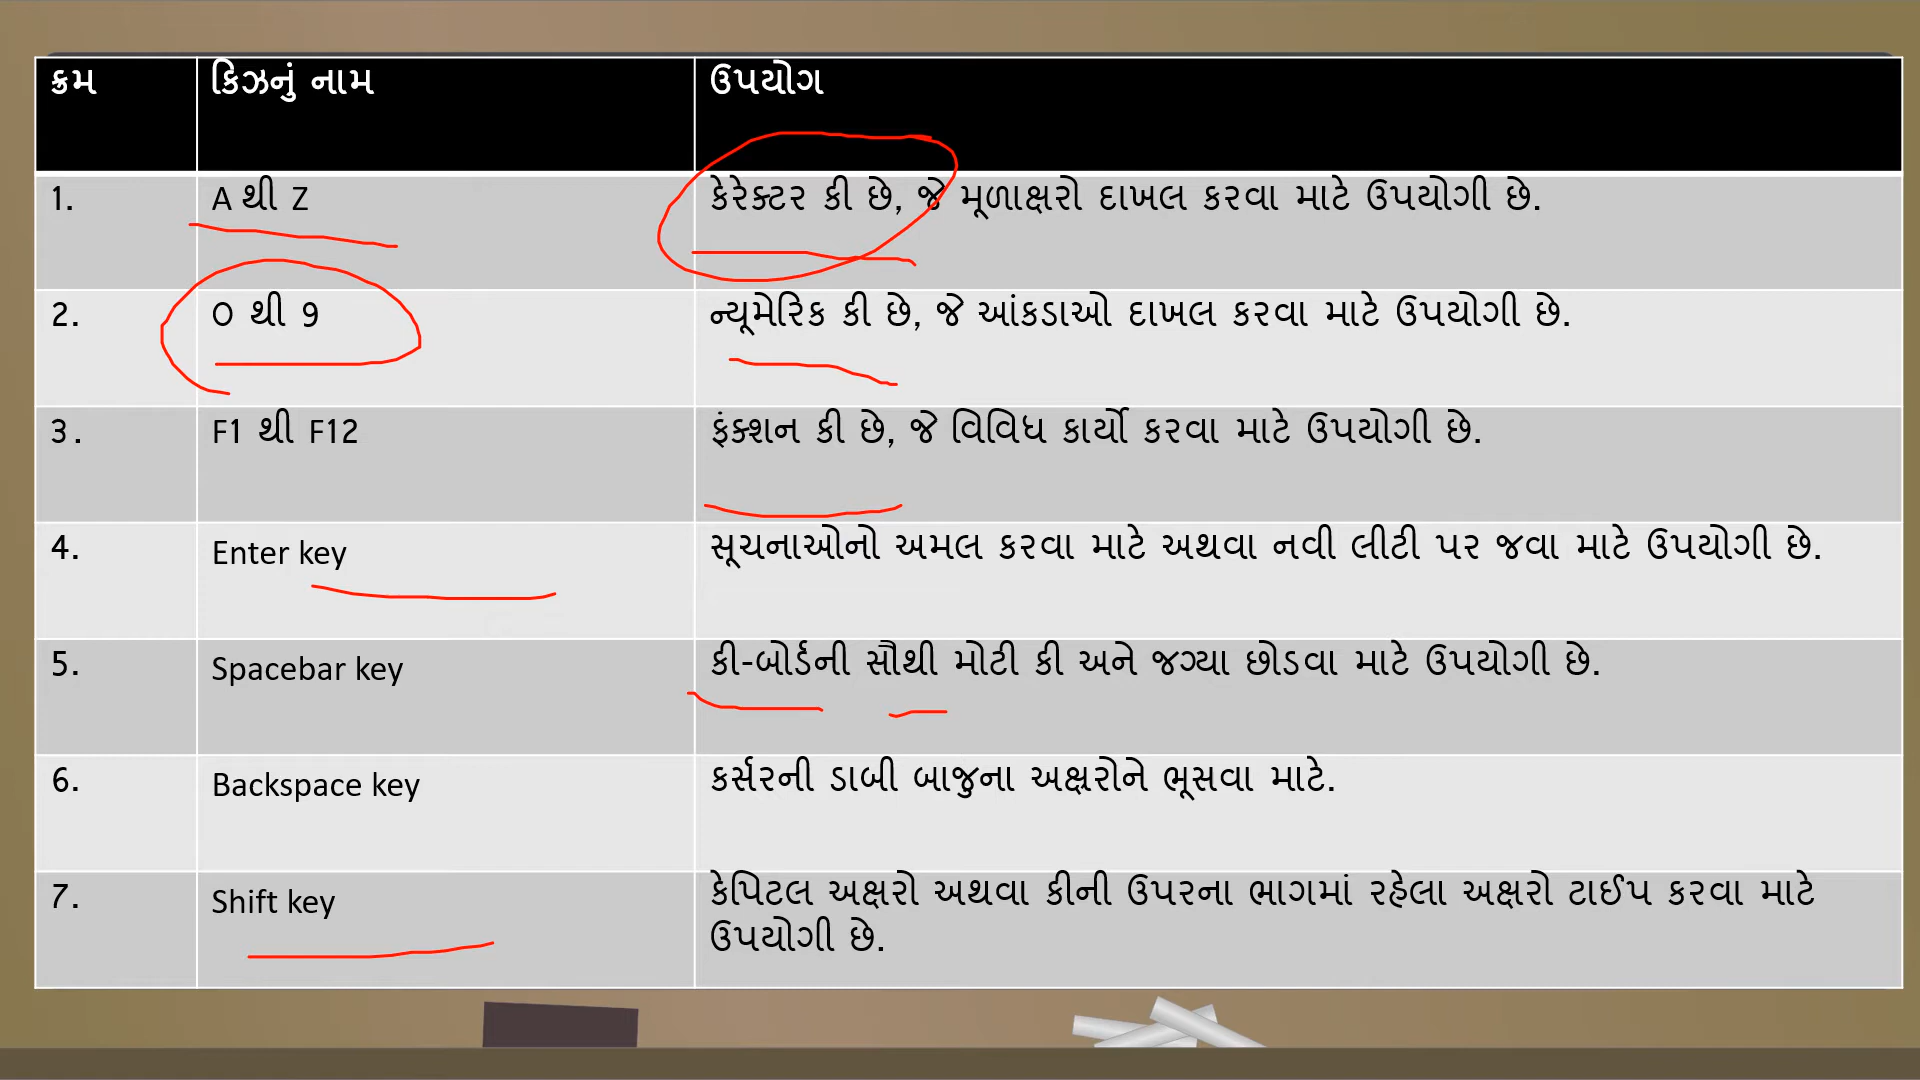 ક્રમ કિઝનું નામ ઉપયોગ
1. A થી Z કેરેક્ટર કી છે, જે મૂળાક્ષરો દાખલ કરવા માટે ઉપયોગી છે.
2. 0 થી 9 ન્યૂમેરિક કી છે, જે આંકડાઓ દાખલ કરવા માટે ઉપયોગી છે.
3. F1 થી F12 ફંક્શન કી છે, જે વિવિધ કાર્યો કરવા માટે ઉપયોગી છે.
4. Enter key સૂચનાઓનો અમલ કરવા માટે અથવા નવી લીટી પર જવા માટે ઉપયોગી છે.
5. Spacebar key કી-બોર્ડની સૌથી મોટી કી અને જગ્યા છોડવા માટે ઉપયોગી છે.
6. Backspace key કર્સરની ડાબી બાજુના અક્ષરોને ભૂસવા માટે.
7. Shift key કેપિટલ અક્ષરો અથવા કીની ઉપરના ભાગમાં રહેલા અક્ષરો ટાઈપ કરવા માટે
ઉપયોગી છે.